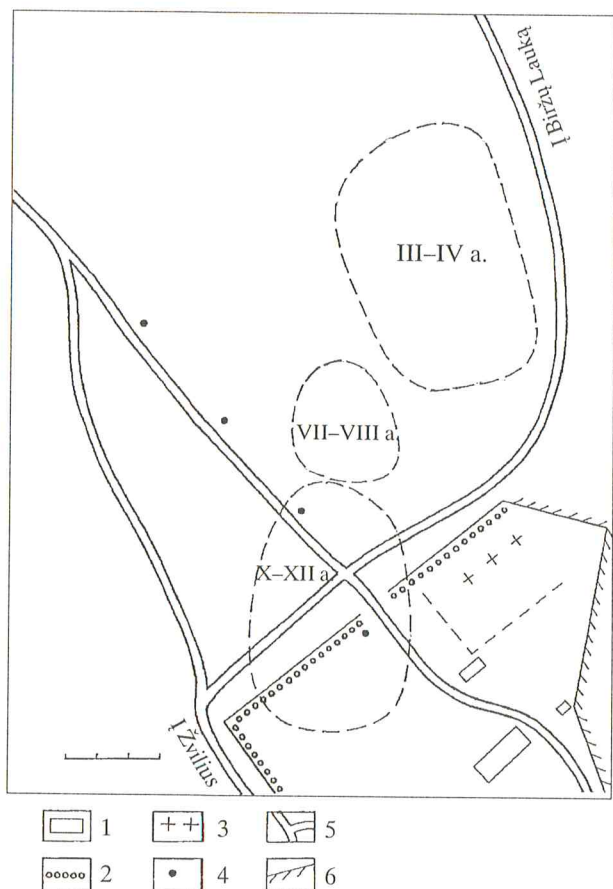 Į Biržų Lauką
III–IV a.
VII–VIII a.
X–XII a.
Į Žvilius
1 3 5
2 4 6